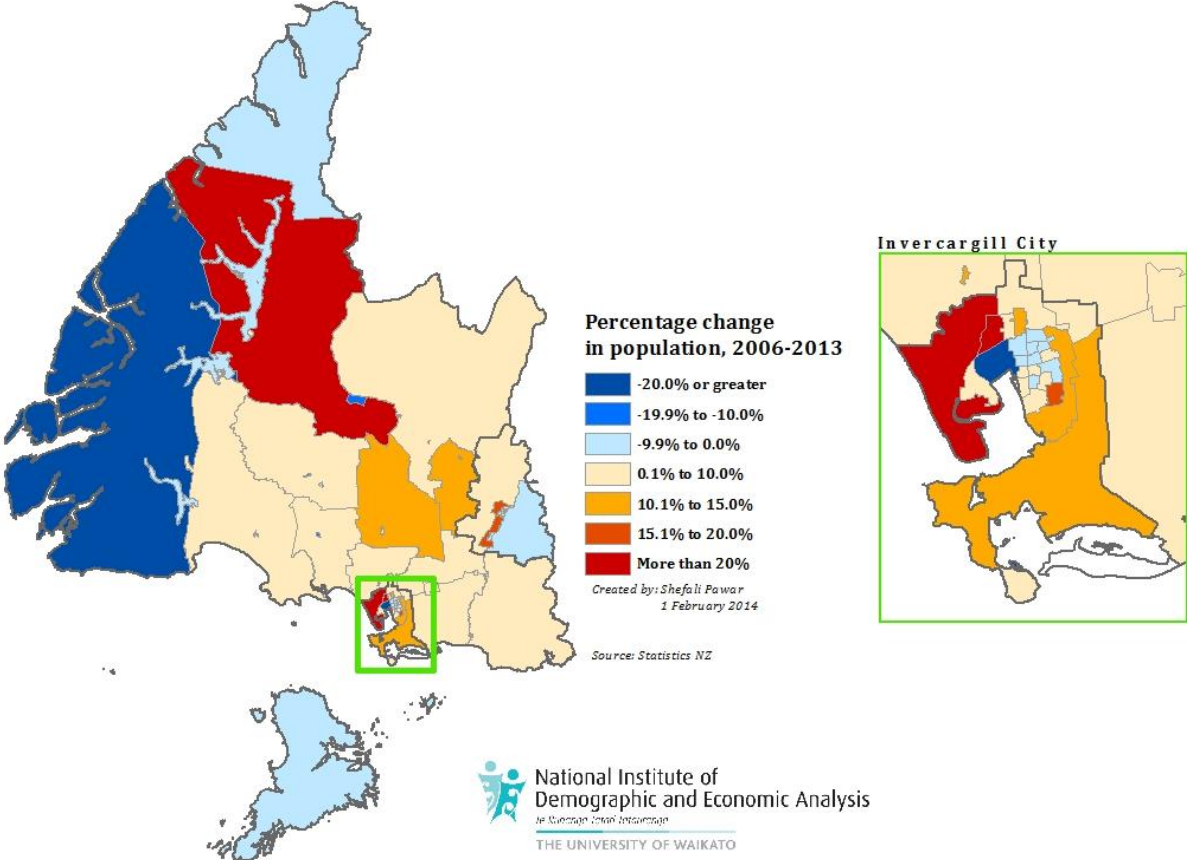 Invercargill City
Percentage change
in population, 2006-2013
-20.0% or greater
-19.9% to -10.0%
-9.9% to 0.0%
0.1% to 10.0%
10.1% to 15.0%
15.1% to 20.0%
More than 20%
Created by: Shefali Pawar
1 February 2014
Source: Statistics NZ
National Institute of
Demographic and Economic Analysis
THE UNIVERSITY OF WAIKATO